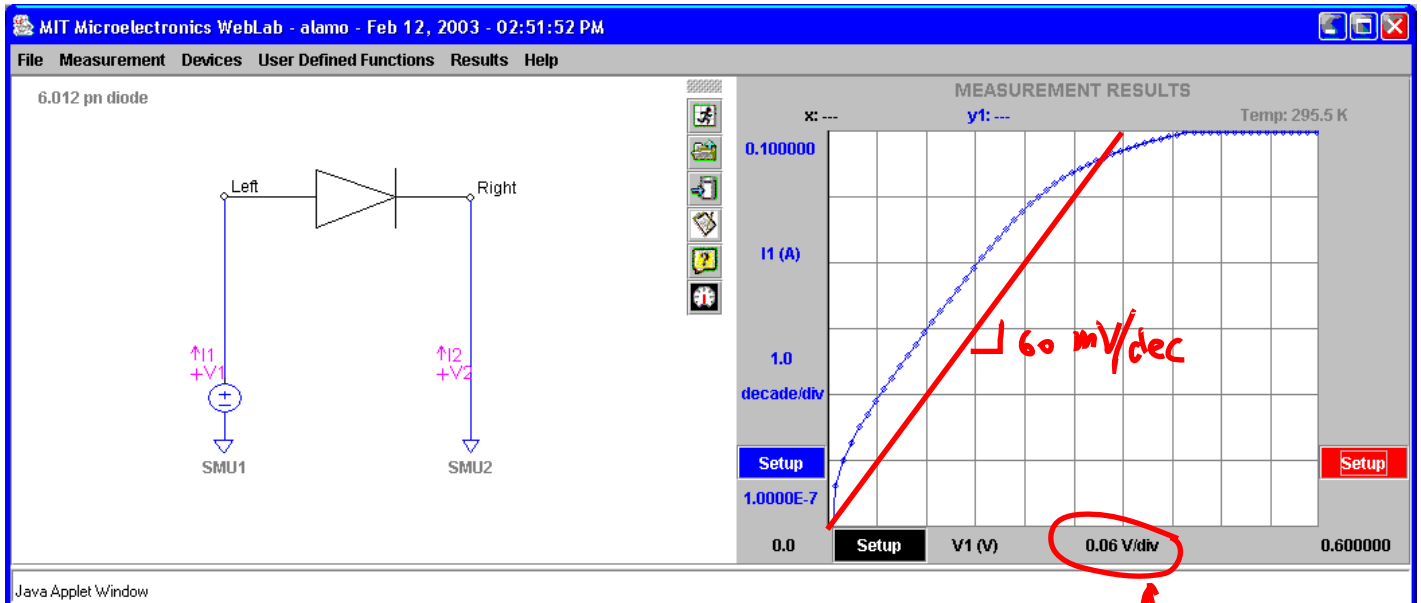 MIT Microelectronics WebLab - alamo - Feb 12, 2003 - 02:51:52 PM
File Measurement Devices User Defined Functions Results Help
6.012 pn diode
Left
Right
↑I1
+V1
↑I2
+V2
SMU1
SMU2
MEASUREMENT RESULTS
x: ---
y1: ---
Temp: 295.5 K
0.100000
I1 (A)
1.0
decade/div
Setup
1.0000E-7
60 mV/dec
Setup
0.0
Setup
V1 (V)
0.06 V/div
0.600000
Java Applet Window